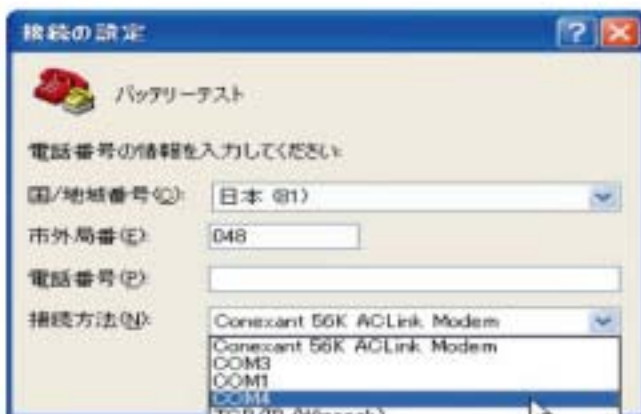 接続の設定
バッテリーテスト
電話番号の情報を入力してください:
国/地域番号(C): 日本 (81)
市外局番(E): 048
電話番号(P):
接続方法(N): Conexant 56K ACLink Modem
Conexant 56K ACLink Modem
COM3
COM1
COM4
TCP/IP (Winsock)